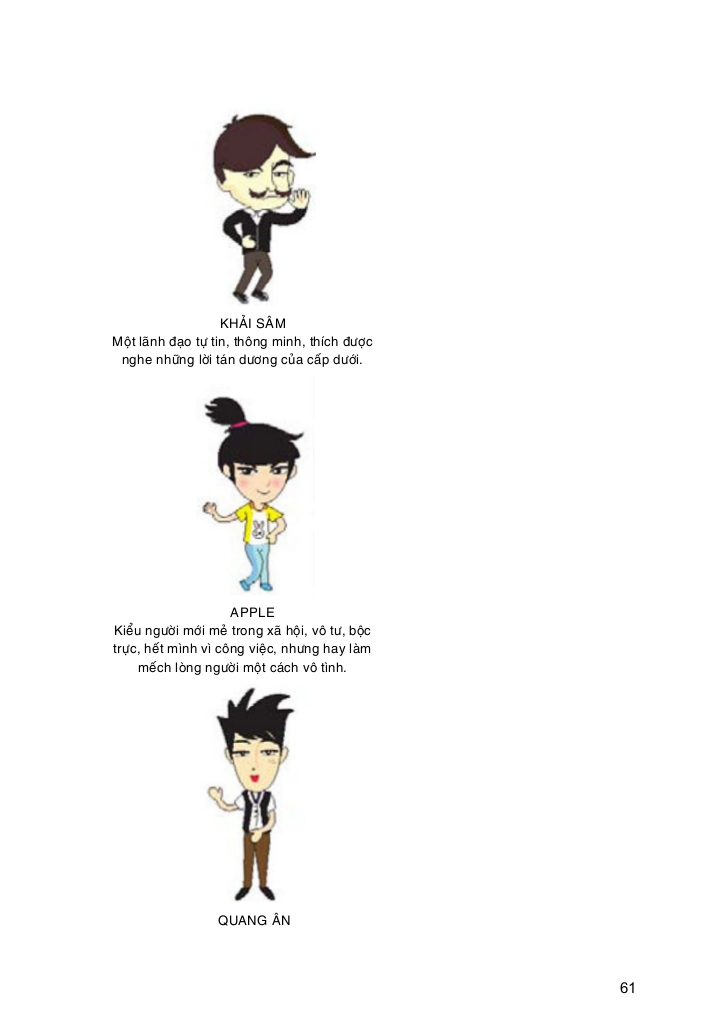 KHẢI SÂM
Một lãnh đạo tự tin, thông minh, thích được
nghe những lời tán dương của cấp dưới.
APPLE
Kiểu người mới mẻ trong xã hội, vô tư, bộc
trực, hết mình vì công việc, nhưng hay làm
mếch lòng người một cách vô tình.
QUANG ÂN
61